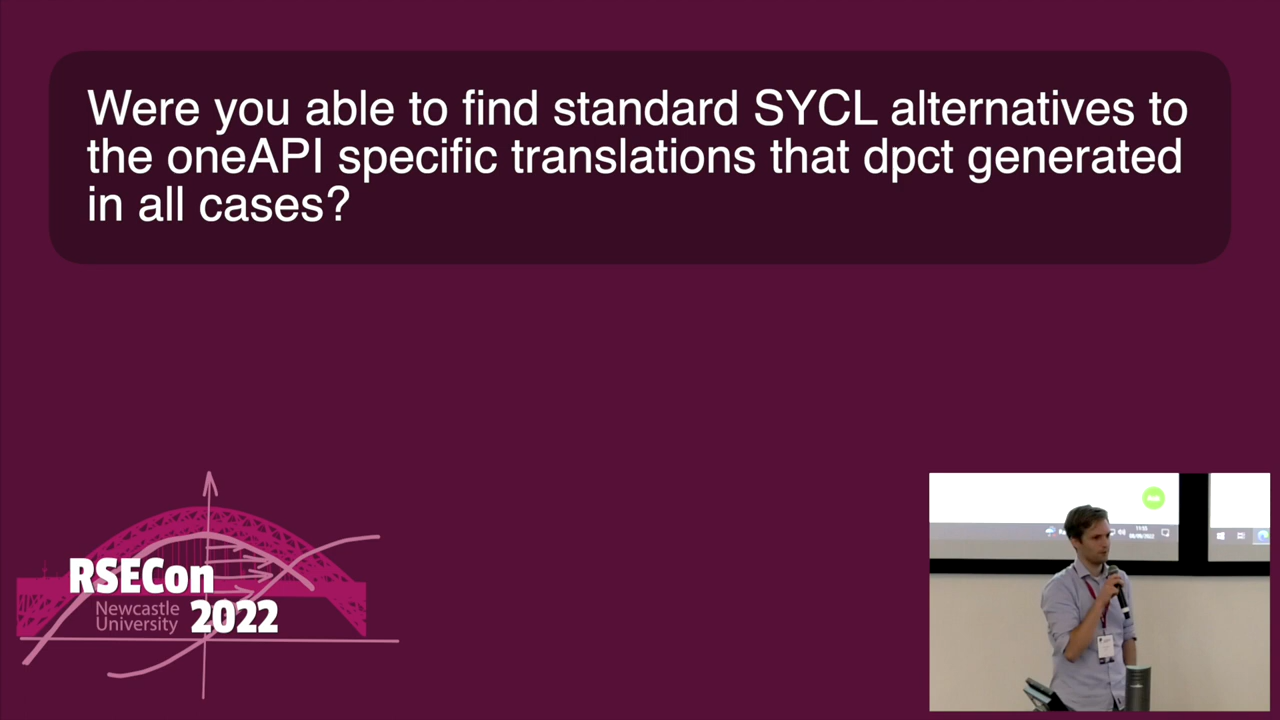 Were you able to find standard SYCL alternatives to
the oneAPI specific translations that dpct generated
in all cases?
RSECon
Newcastle
University
2022